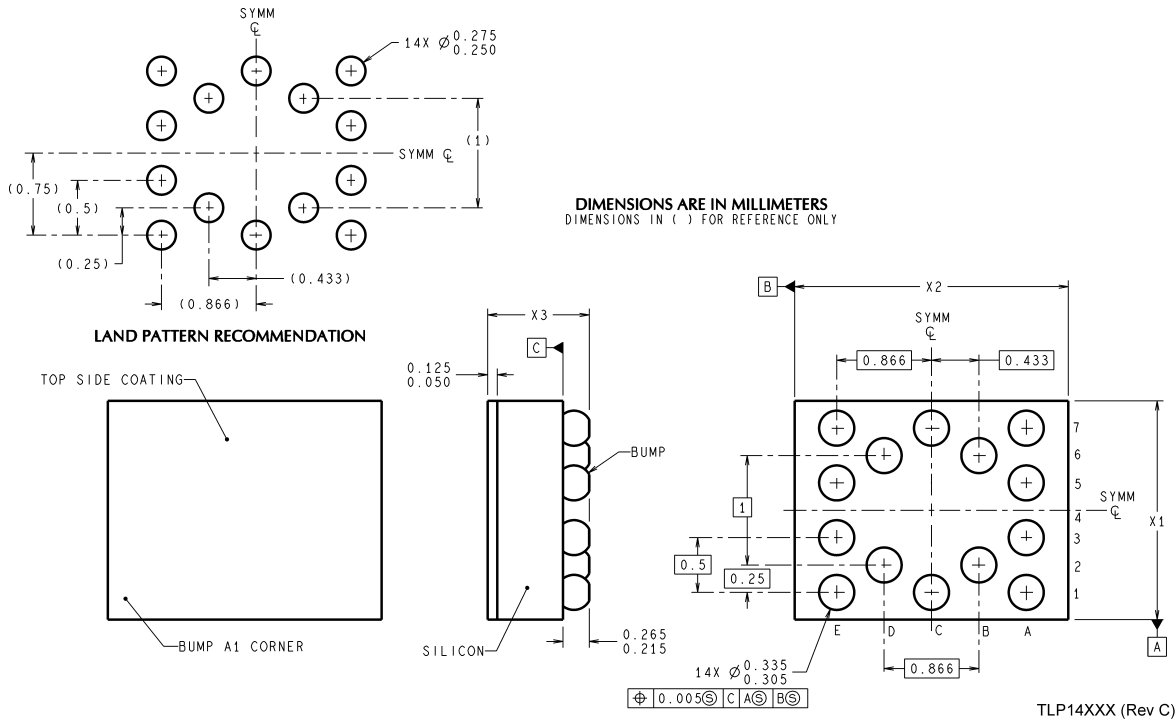 SYMM
℄
14X Ø 0.275
0.250
(1)
SYMM ℄
(0.75)
(0.5)
(0.25)
(0.433)
(0.866)
LAND PATTERN RECOMMENDATION
DIMENSIONS ARE IN MILLIMETERS
DIMENSIONS IN ( ) FOR REFERENCE ONLY
TOP SIDE COATING
BUMP A1 CORNER
X3
C
0.125
0.050
BUMP
SILICON
0.265
0.215
B
X2
SYMM
℄
0.866
0.433
7
6
5
4
3
2
1
SYMM
℄
X1
1
0.5
0.25
E D C B A
A
0.866
14X Ø 0.335
0.305
⌖ 0.005Ⓢ C AⓈ BⓈ
TLP14XXX (Rev C)